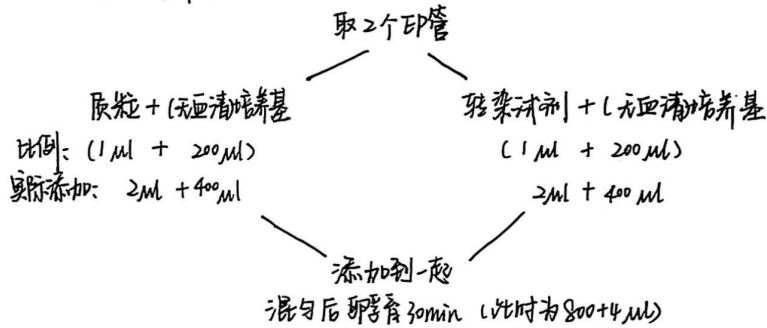 取2个EP管
质粒+(无血清培养基
转染试剂+(无血清培养基
比例:(1μl + 200μl)
(1μl + 200μl)
实际添加: 2μl+400μl
2μl+400μl
添加到一起
混匀后孵育30min (此时为800+4μl)